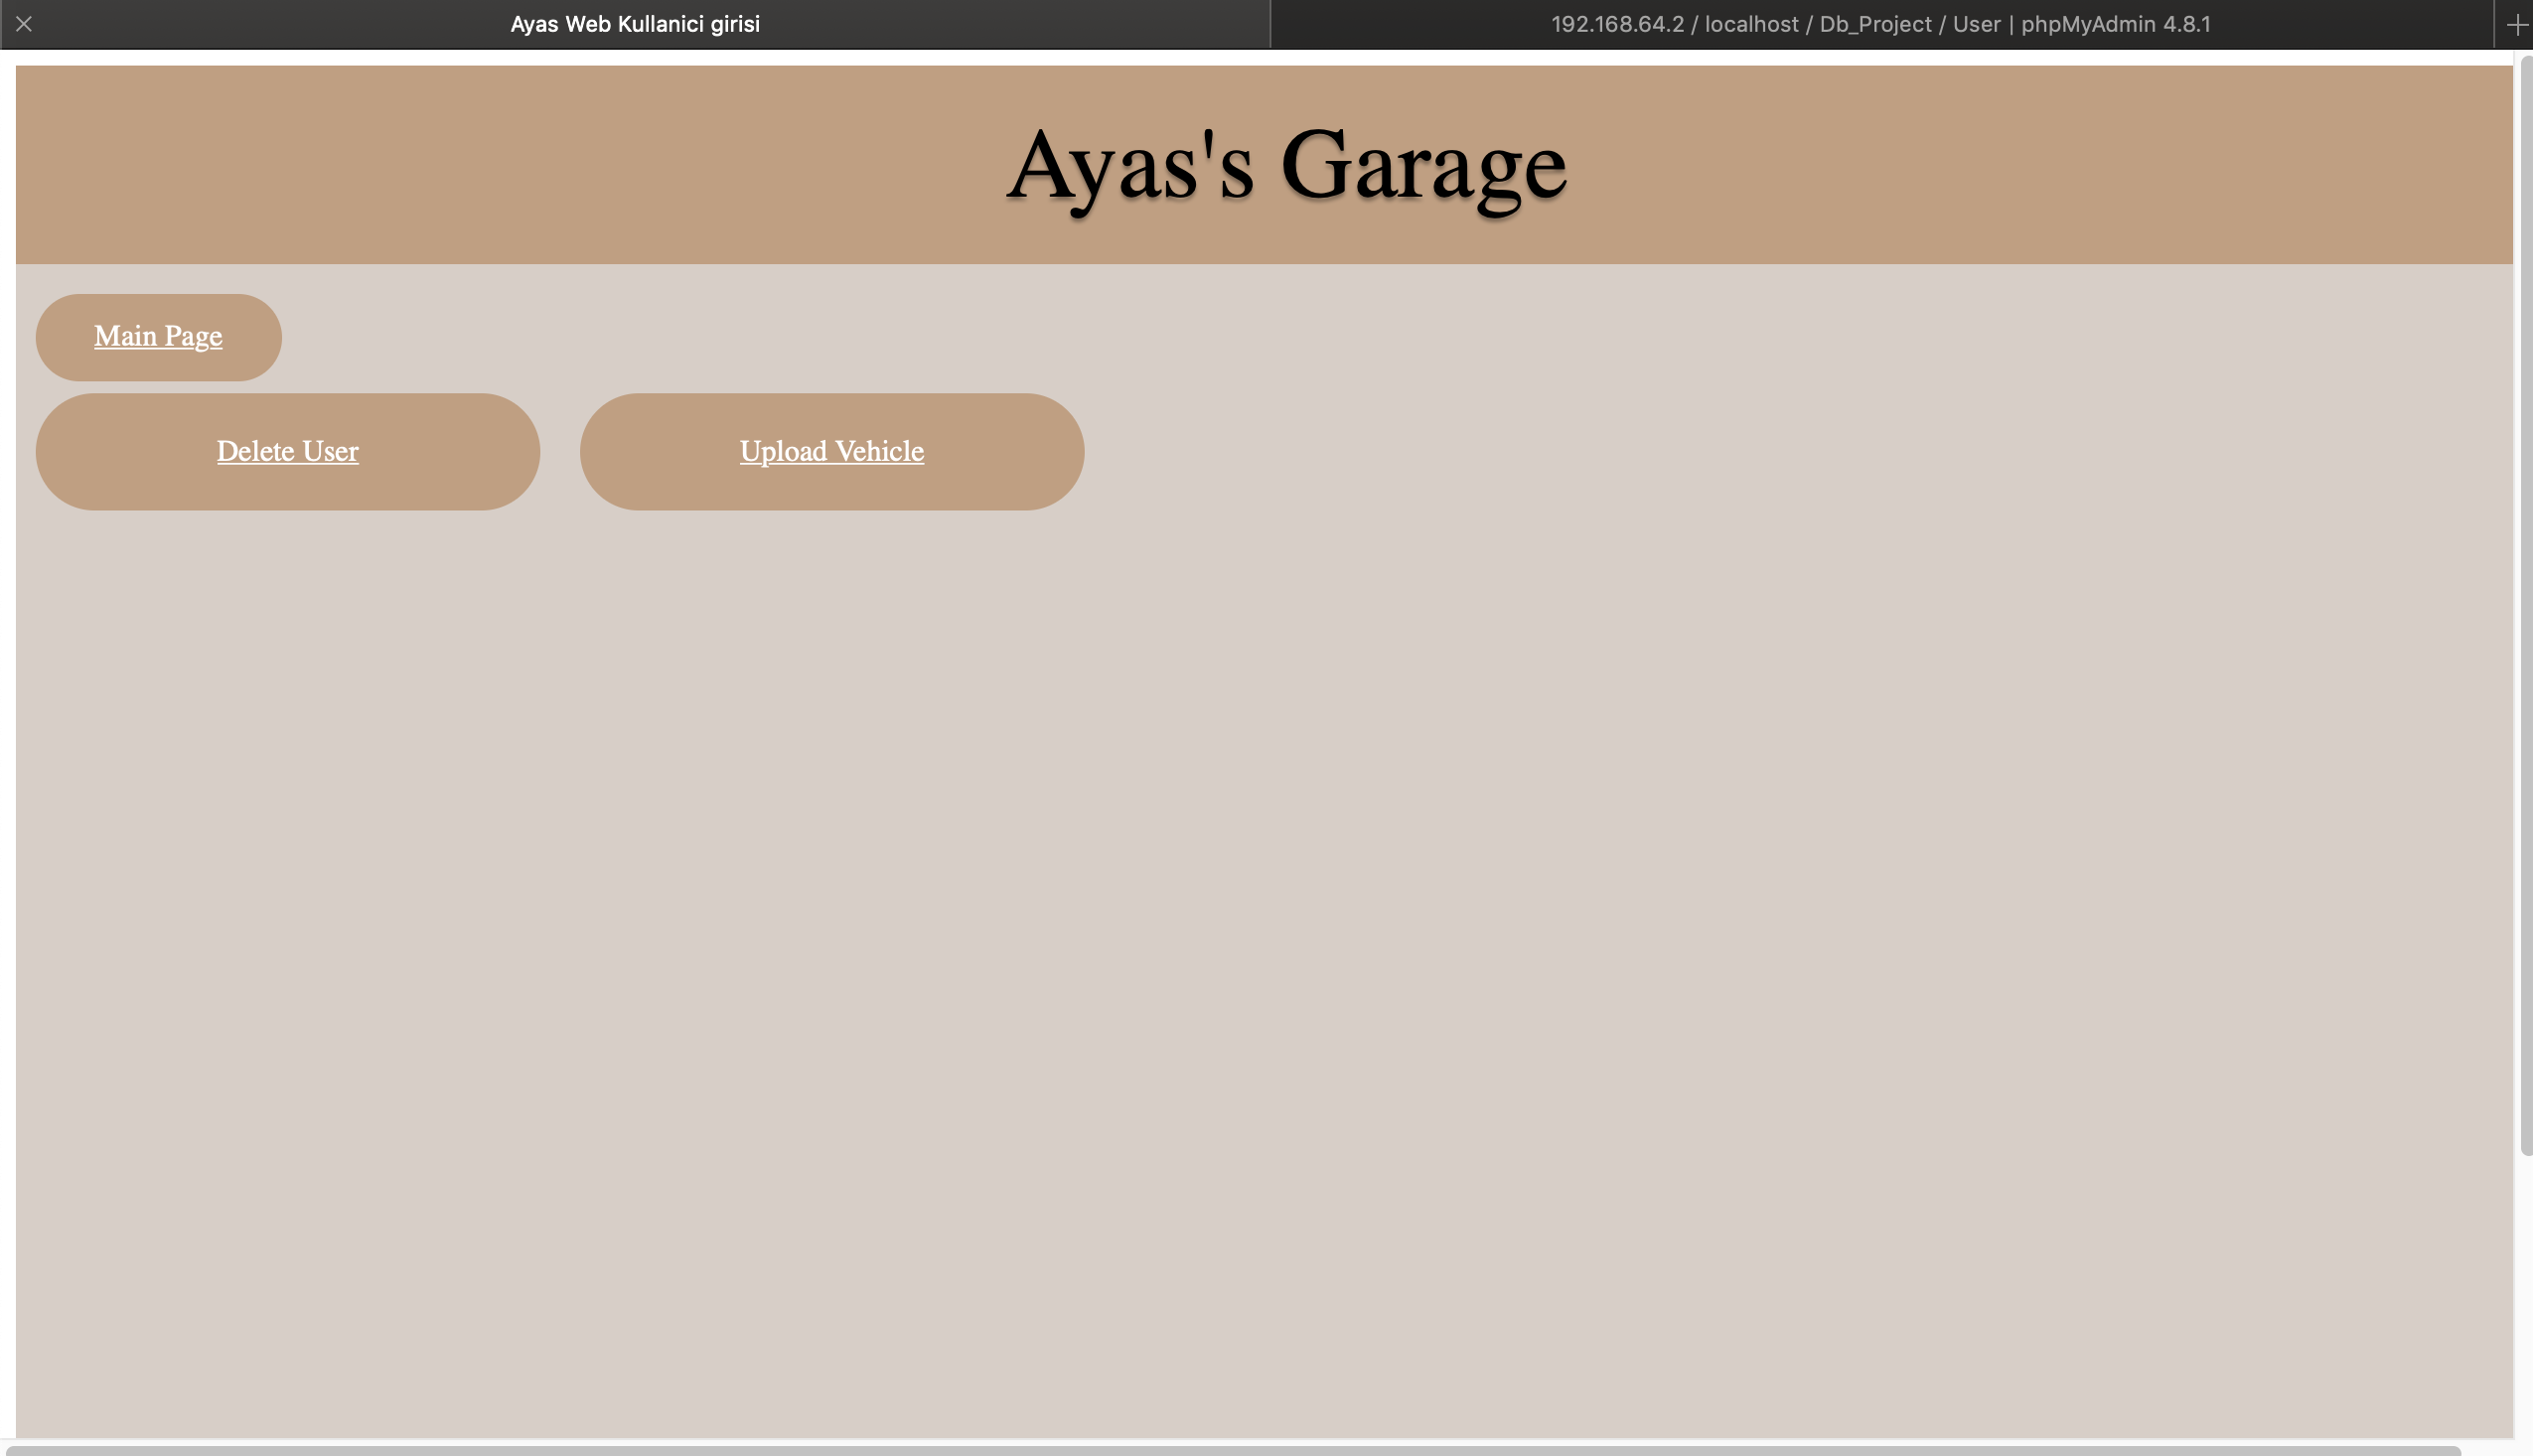 Ayas Web Kullanici girisi
192.168.64.2 / localhost / Db_Project / User | phpMyAdmin 4.8.1
Ayas's Garage
Main Page
Delete User
Upload Vehicle